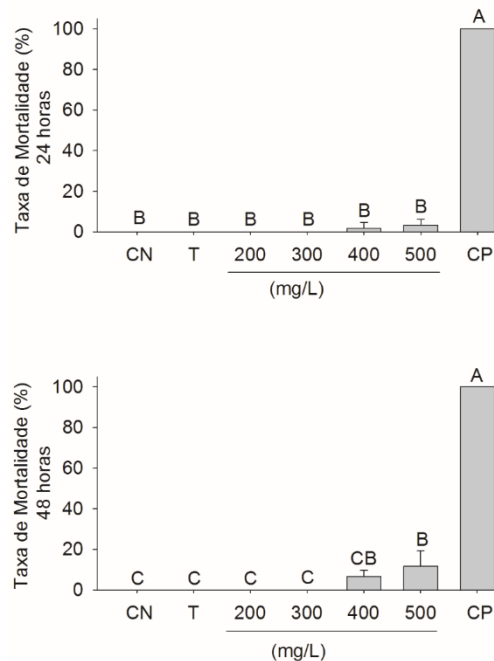 A
100
80
60
40
20
0
Taxa de Mortalidade (%)
24 horas
B B B B B B
CN T 200 300 400 500 CP
(mg/L)
A
100
80
60
40
20
0
Taxa de Mortalidade (%)
48 horas
C C C C CB B
CN T 200 300 400 500 CP
(mg/L)